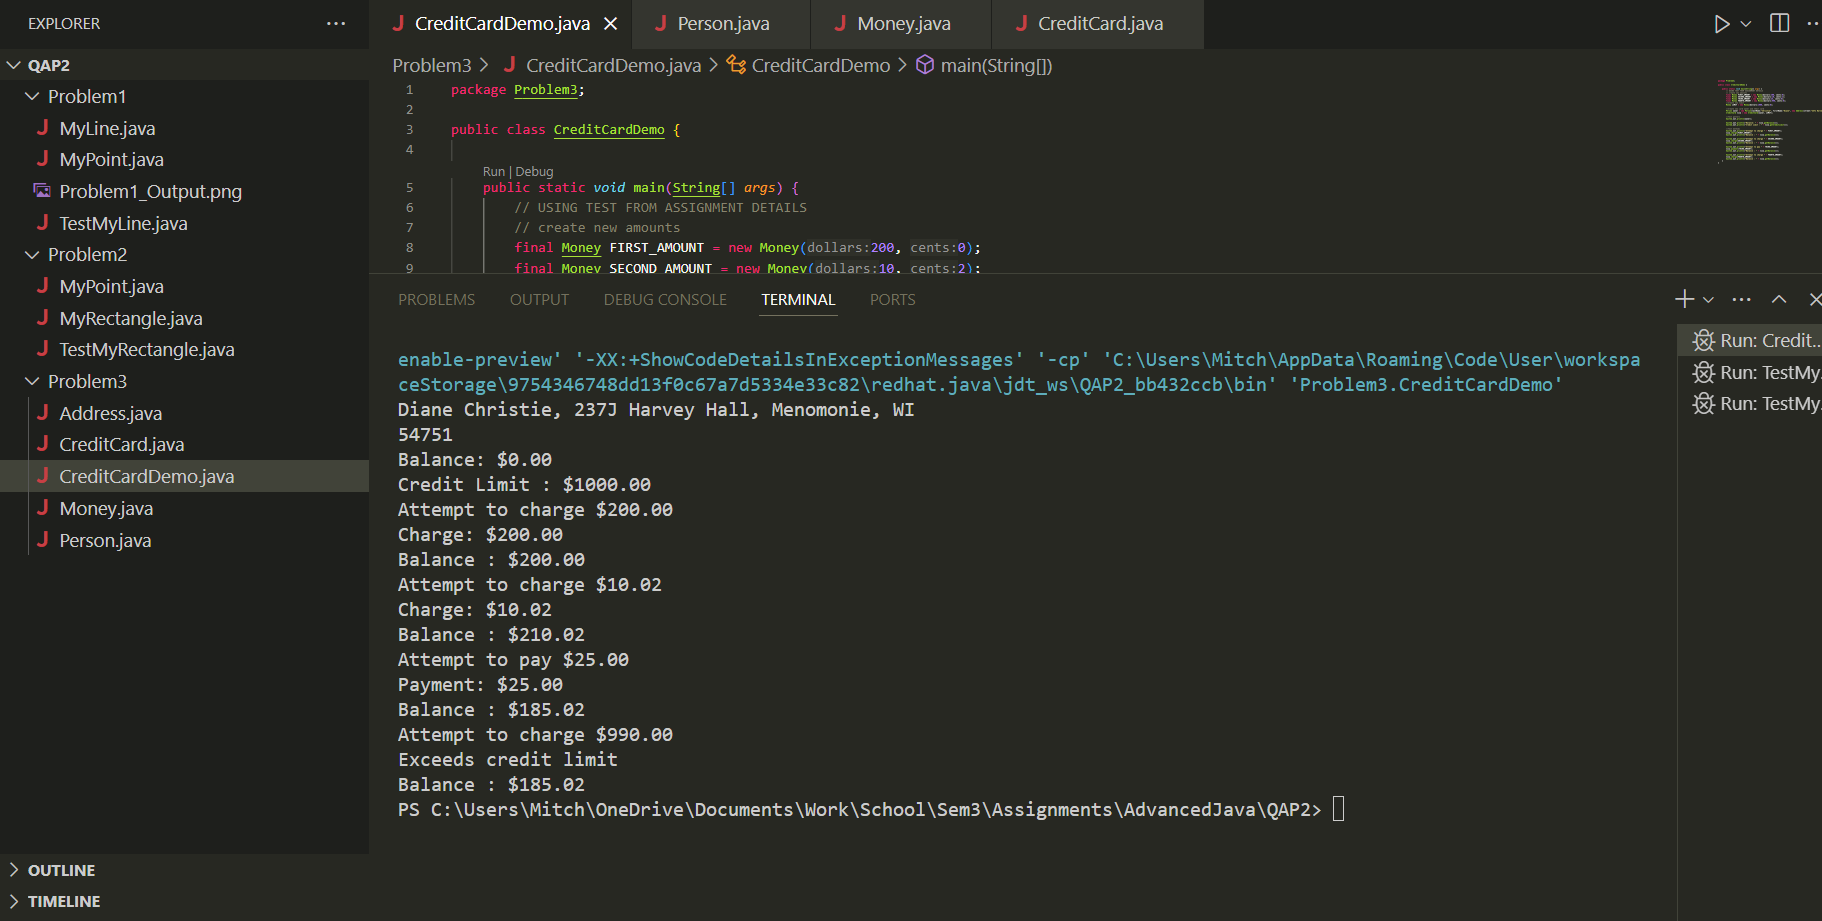 EXPLORER
QAP2
Problem1
MyLine.java
MyPoint.java
Problem1_Output.png
TestMyLine.java
Problem2
MyPoint.java
MyRectangle.java
TestMyRectangle.java
Problem3
Address.java
CreditCard.java
CreditCardDemo.java
Money.java
Person.java
OUTLINE
TIMELINE
CreditCardDemo.java Person.java Money.java CreditCard.java
Problem3 > CreditCardDemo.java > CreditCardDemo > main(String[])
1 package Problem3;
2
3 public class CreditCardDemo {
4
Run | Debug
5 public static void main(String[] args) {
6 // USING TEST FROM ASSIGNMENT DETAILS
7 // create new amounts
8 final Money FIRST_AMOUNT = new Money(dollars:200, cents:0);
9 final Money SECOND_AMOUNT = new Money(dollars:10, cents:2);
PROBLEMS OUTPUT DEBUG CONSOLE TERMINAL PORTS
enable-preview' '-XX:+ShowCodeDetailsInExceptionMessages' '-cp' 'C:\Users\Mitch\AppData\Roaming\Code\User\workspa
ceStorage\9754346748dd13f0c67a7d5334e33c82\redhat.java\jdt_ws\QAP2_bb432ccb\bin' 'Problem3.CreditCardDemo'
Diane Christie, 237J Harvey Hall, Menomonie, WI
54751
Balance: $0.00
Credit Limit : $1000.00
Attempt to charge $200.00
Charge: $200.00
Balance : $200.00
Attempt to charge $10.02
Charge: $10.02
Balance : $210.02
Attempt to pay $25.00
Payment: $25.00
Balance : $185.02
Attempt to charge $990.00
Exceeds credit limit
Balance : $185.02
PS C:\Users\Mitch\OneDrive\Documents\Work\School\Sem3\Assignments\AdvancedJava\QAP2>
Run: Credit...
Run: TestMy
Run: TestMy